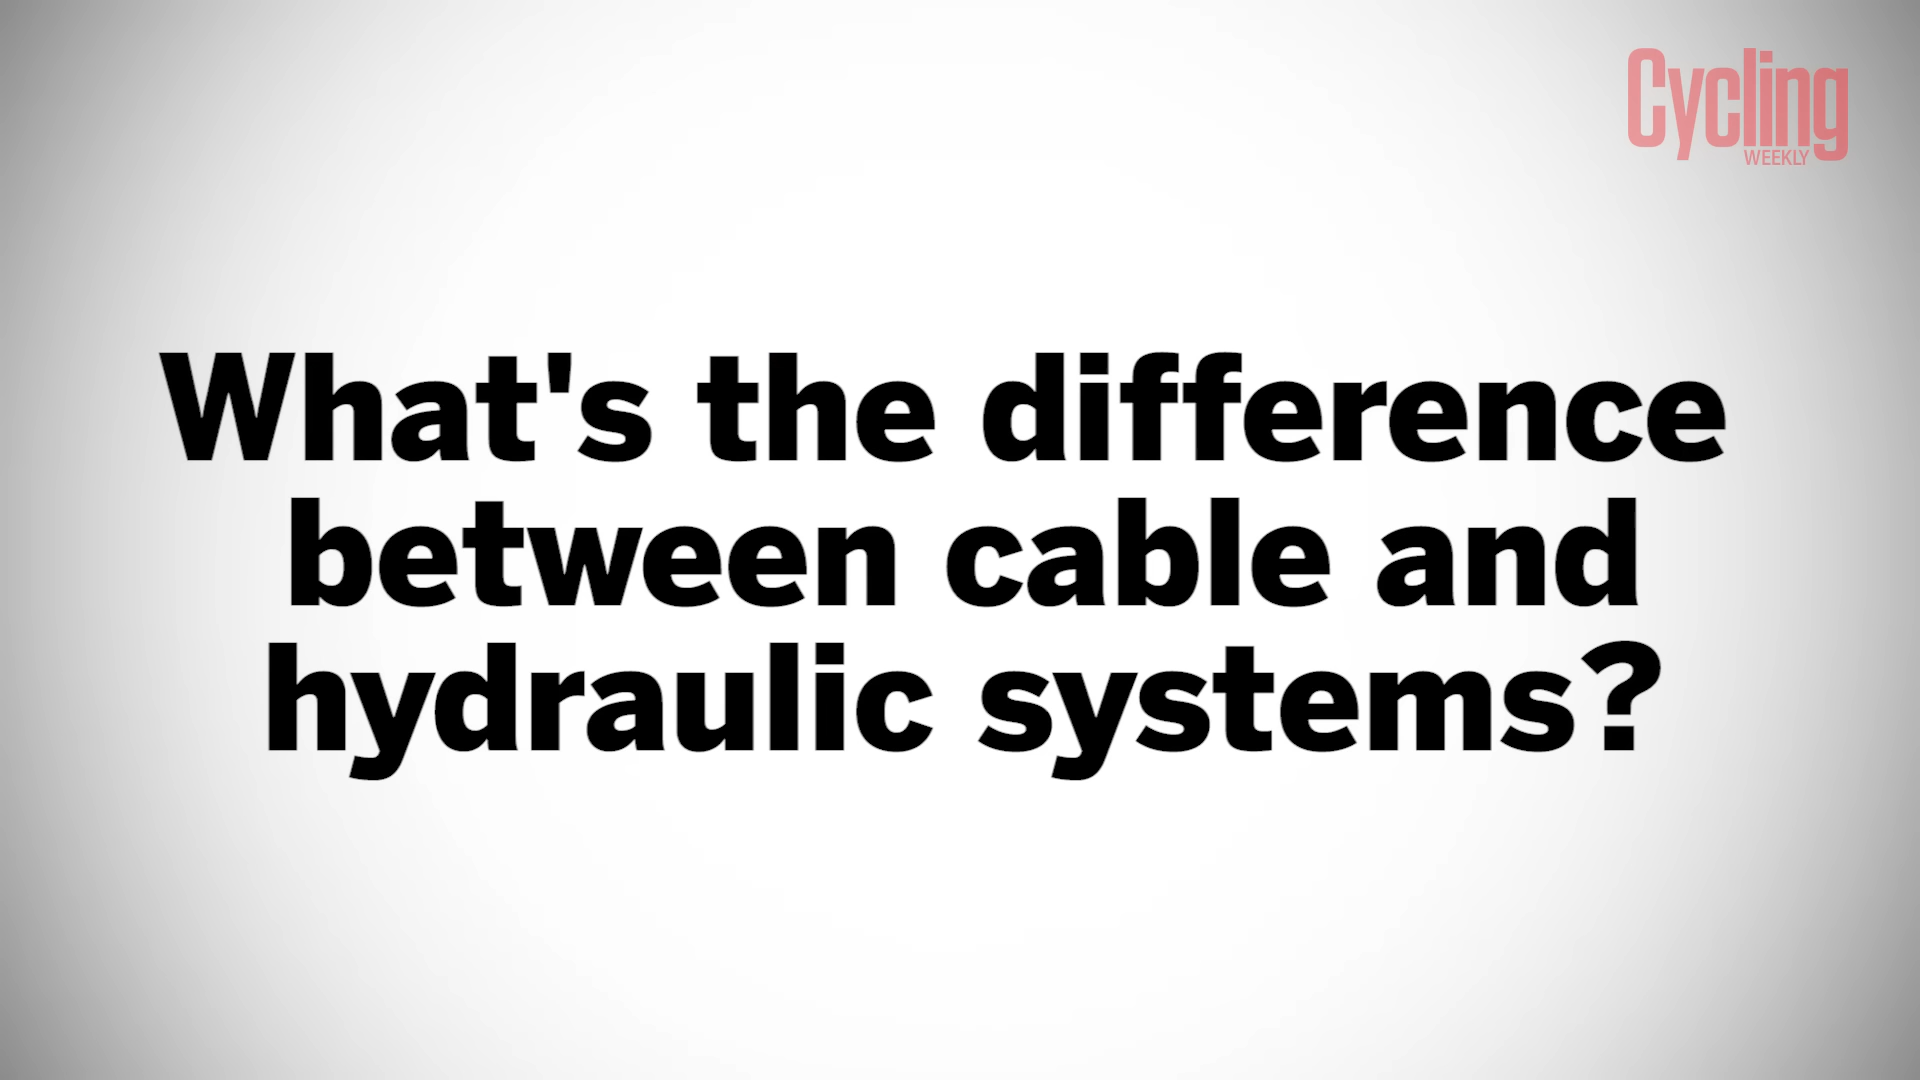 Cycling
WEEKLY
What's the difference
between cable and
hydraulic systems?